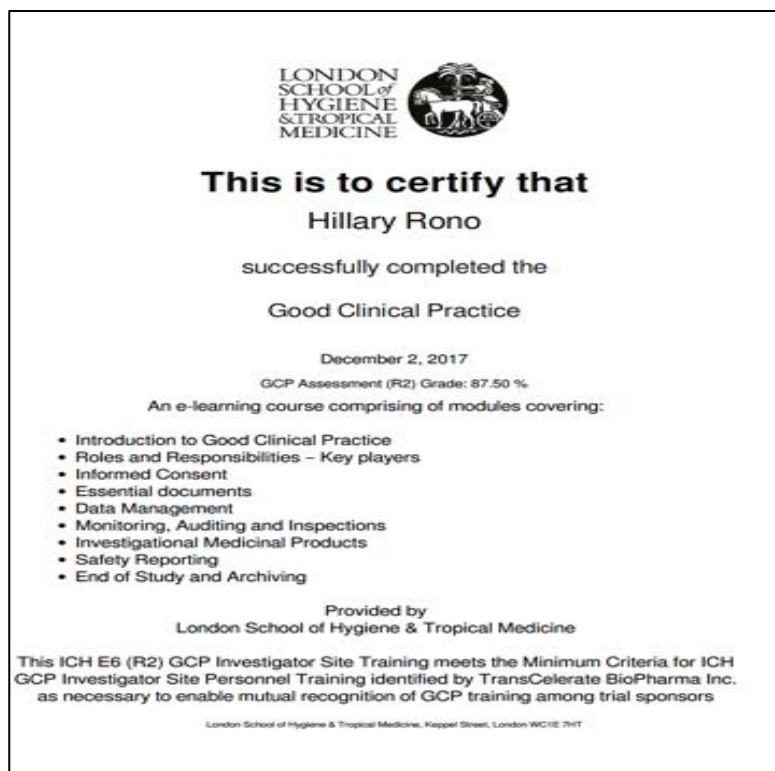 LONDON
SCHOOL of
HYGIENE
& TROPICAL
MEDICINE
This is to certify that
Hillary Rono
successfully completed the
Good Clinical Practice
December 2, 2017
GCP Assessment (R2) Grade: 87.50 %
An e-learning course comprising of modules covering:
• Introduction to Good Clinical Practice
• Roles and Responsibilities – Key players
• Informed Consent
• Essential documents
• Data Management
• Monitoring, Auditing and Inspections
• Investigational Medicinal Products
• Safety Reporting
• End of Study and Archiving
Provided by
London School of Hygiene & Tropical Medicine
This ICH E6 (R2) GCP Investigator Site Training meets the Minimum Criteria for ICH
GCP Investigator Site Personnel Training identified by TransCelerate BioPharma Inc.
as necessary to enable mutual recognition of GCP training among trial sponsors
London School of Hygiene & Tropical Medicine, Keppel Street, London WC1E 7HT